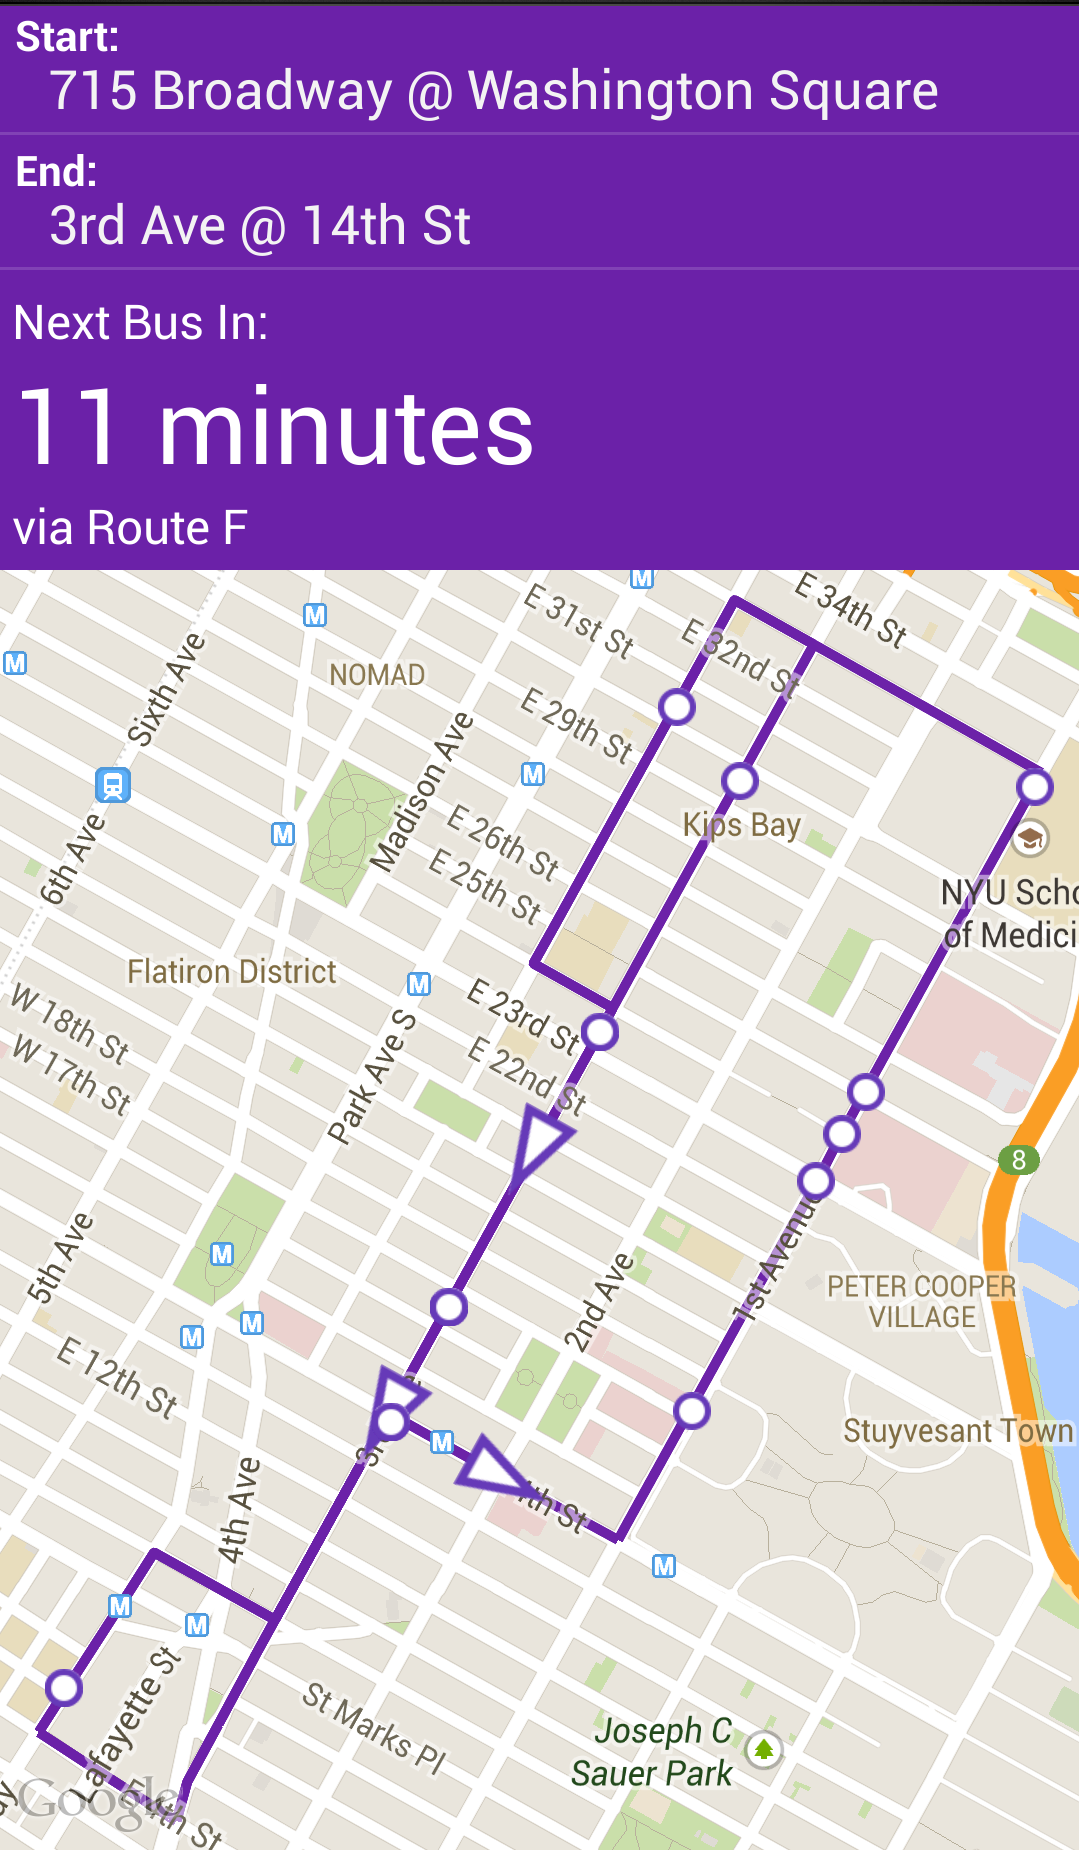 Start:
715 Broadway @ Washington Square
End:
3rd Ave @ 14th St
Next Bus In:
11 minutes
via Route F
M
E 34th St
E 31st St
M
E 32nd St
M
Sixth Ave
NOMAD
E 29th St
Madison Ave
M
Kips Bay
M
E 26th St
6th Ave
E 25th St
NYU Scho
of Medici
Flatiron District
M
W 18th St
E 23rd St
W 17th St
E 22nd St
Park Ave S
8
5th Ave
M
1st Avenue
2nd Ave
PETER COOPER
VILLAGE
M
M
E 12th St
Stuyvesant Town
M
4th Ave
M
M
M
Lafayette St
St Marks Pl
Joseph C
Sauer Park
Google